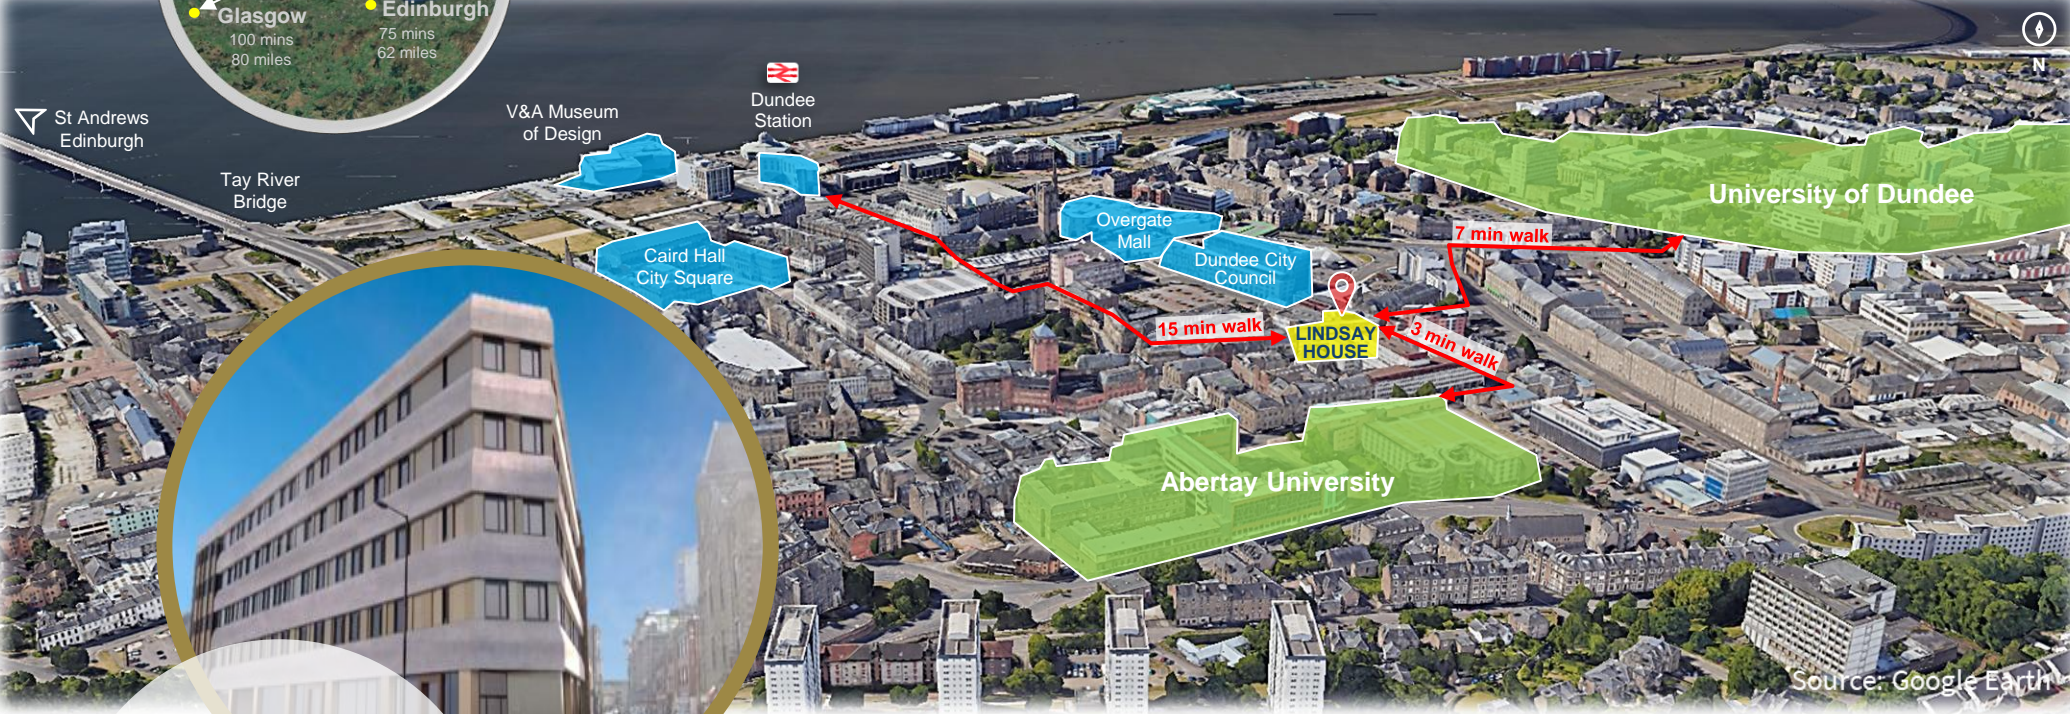 Glasgow
100 mins
80 miles
Edinburgh
75 mins
62 miles
N
St Andrews
Edinburgh
Tay River
Bridge
V&A Museum
of Design
Dundee
Station
Caird Hall
City Square
Overgate
Mall
Dundee City
Council
University of Dundee
7 min walk
15 min walk
LINDSAY
HOUSE
3 min walk
Abertay University
Source: Google Earth